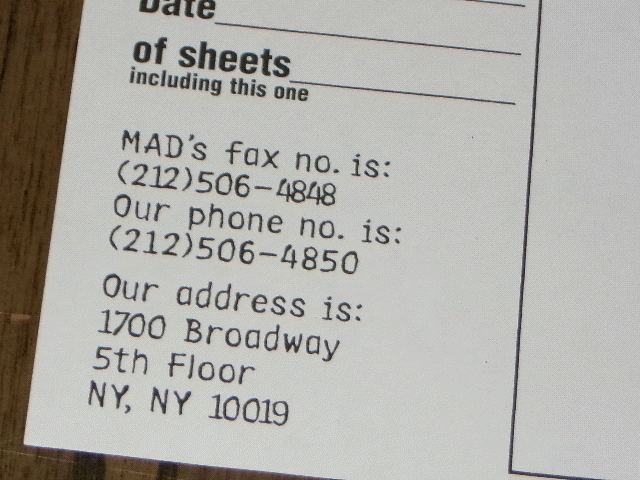 Date
of sheets
including this one
MAD's fax no. is:
(212)506-4848
Our phone no. is:
(212)506-4850
Our address is:
1700 Broadway
5th Floor
NY, NY 10019